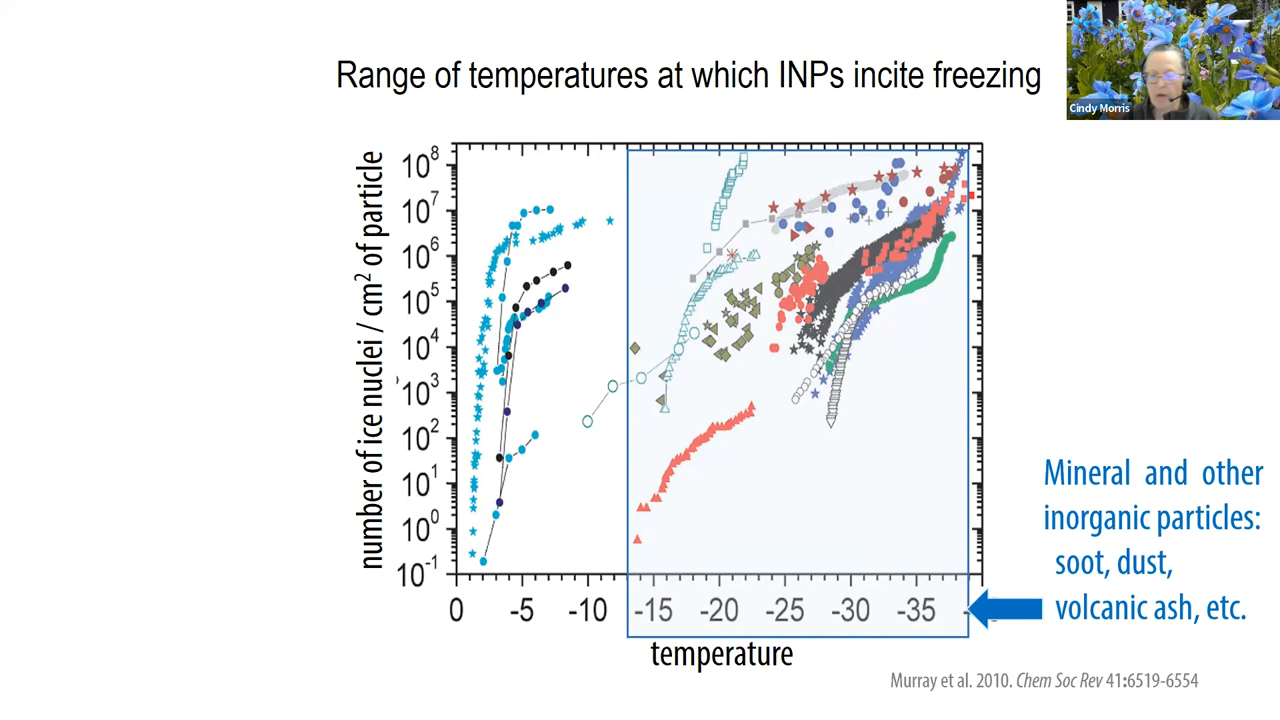 Range of temperatures at which INPs incite freezing
Cindy Morris
number of ice nuclei / cm² of particle
10⁸
10⁷
10⁶
10⁵
10⁴
10³
10²
10¹
10⁰
10⁻¹
0 -5 -10 -15 -20 -25 -30 -35
temperature
Mineral and other
inorganic particles:
soot, dust,
volcanic ash, etc.
Murray et al. 2010. Chem Soc Rev 41:6519-6554